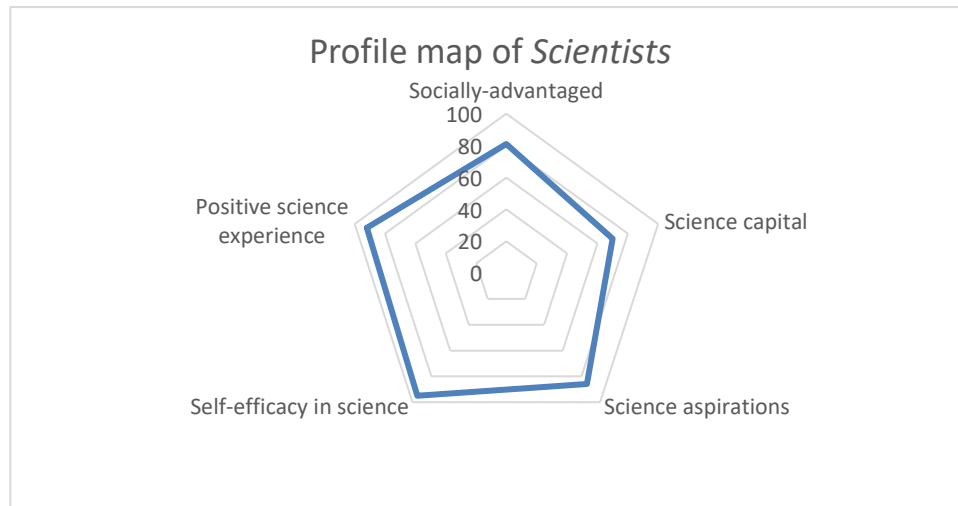 Profile map of Scientists
Socially-advantaged
100
80
60
40
20
0
Science capital
Science aspirations
Self-efficacy in science
Positive science
experience